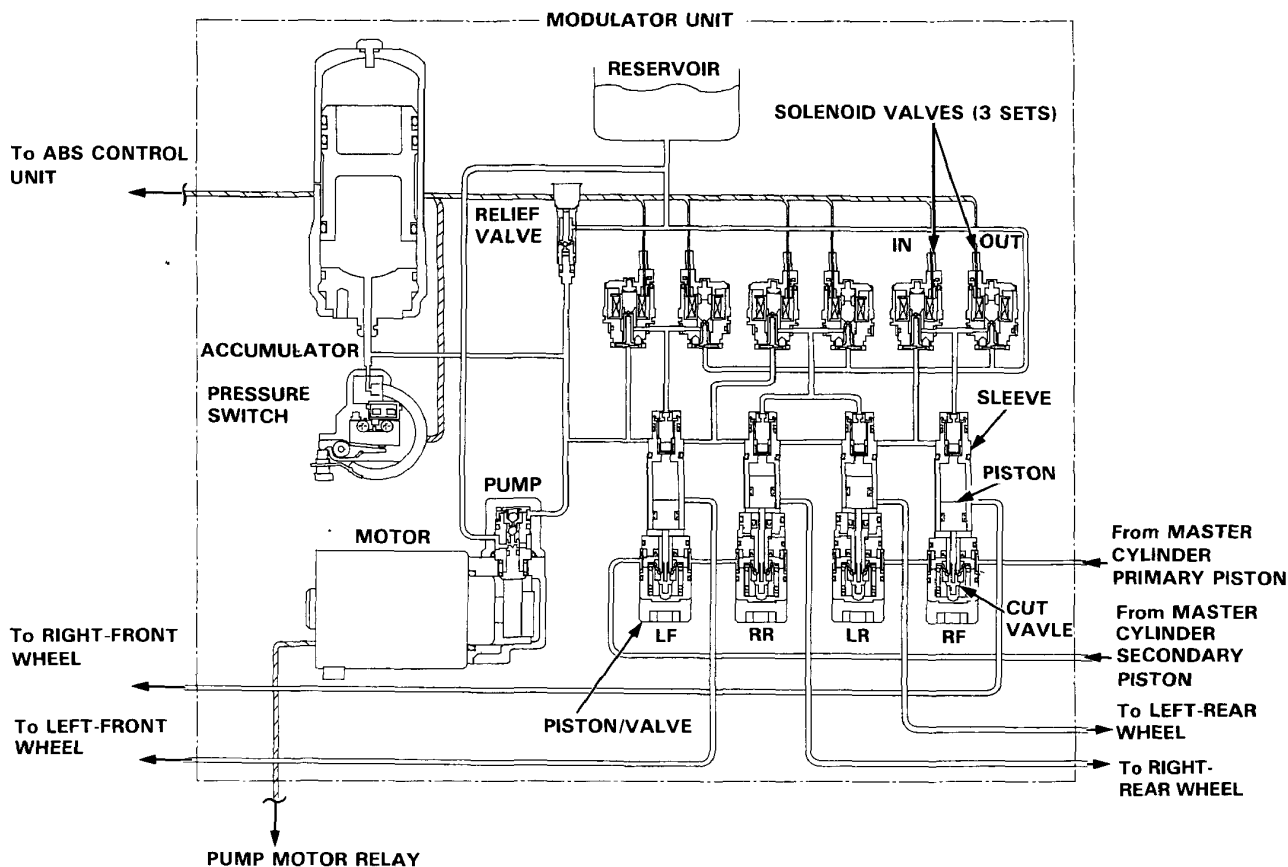 MODULATOR UNIT
RESERVOIR
SOLENOID VALVES (3 SETS)
To ABS CONTROL
UNIT
RELIEF
VALVE
IN
OUT
ACCUMULATOR
PRESSURE
SWITCH
SLEEVE
PISTON
PUMP
MOTOR
From MASTER
CYLINDER
PRIMARY PISTON
CUT
VAVLE
From MASTER
CYLINDER
SECONDARY
PISTON
LF
RR
LR
RF
To RIGHT-FRONT
WHEEL
PISTON/VALVE
To LEFT-FRONT
WHEEL
To LEFT-REAR
WHEEL
To RIGHT-
REAR WHEEL
PUMP MOTOR RELAY